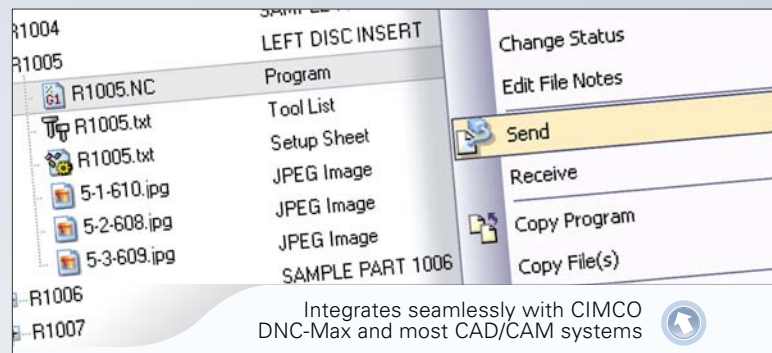 R1004
R1005
LEFT DISC INSERT
R1005.NC Program
R1005.txt Tool List
R1005.txt Setup Sheet
5-1-610.jpg JPEG Image
5-2-608.jpg JPEG Image
5-3-609.jpg JPEG Image
R1006 SAMPLE PART 1006
R1007
Change Status
Edit File Notes
Send
Receive
Copy Program
Copy File(s)
Integrates seamlessly with CIMCO
DNC-Max and most CAD/CAM systems